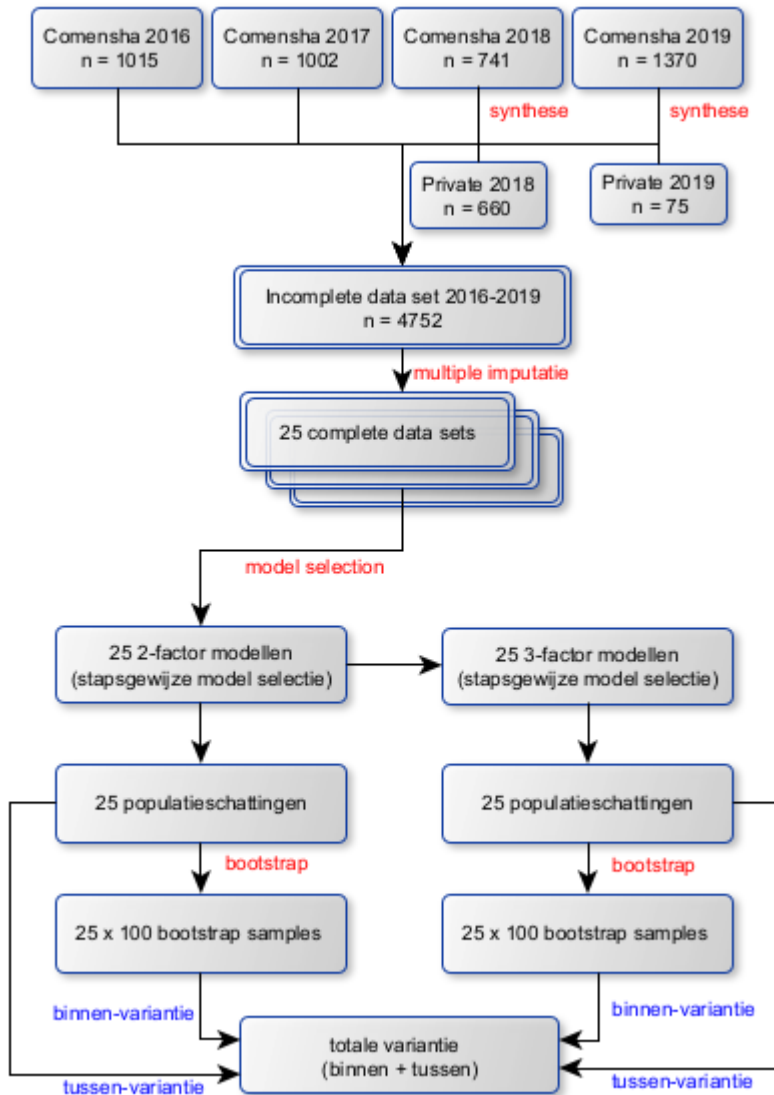 Comensha 2016
n = 1015
Comensha 2017
n = 1002
Comensha 2018
n = 741
Comensha 2019
n = 1370
synthese
synthese
Private 2018
n = 660
Private 2019
n = 75
Incomplete data set 2016-2019
n = 4752
multiple imputatie
25 complete data sets
model selection
25 2-factor modellen
(stapsgewijze model selectie)
25 3-factor modellen
(stapsgewijze model selectie)
25 populatieschattingen
25 populatieschattingen
bootstrap
bootstrap
25 x 100 bootstrap samples
25 x 100 bootstrap samples
binnen-variantie
binnen-variantie
totale variantie
(binnen + tussen)
tussen-variantie
tussen-variantie